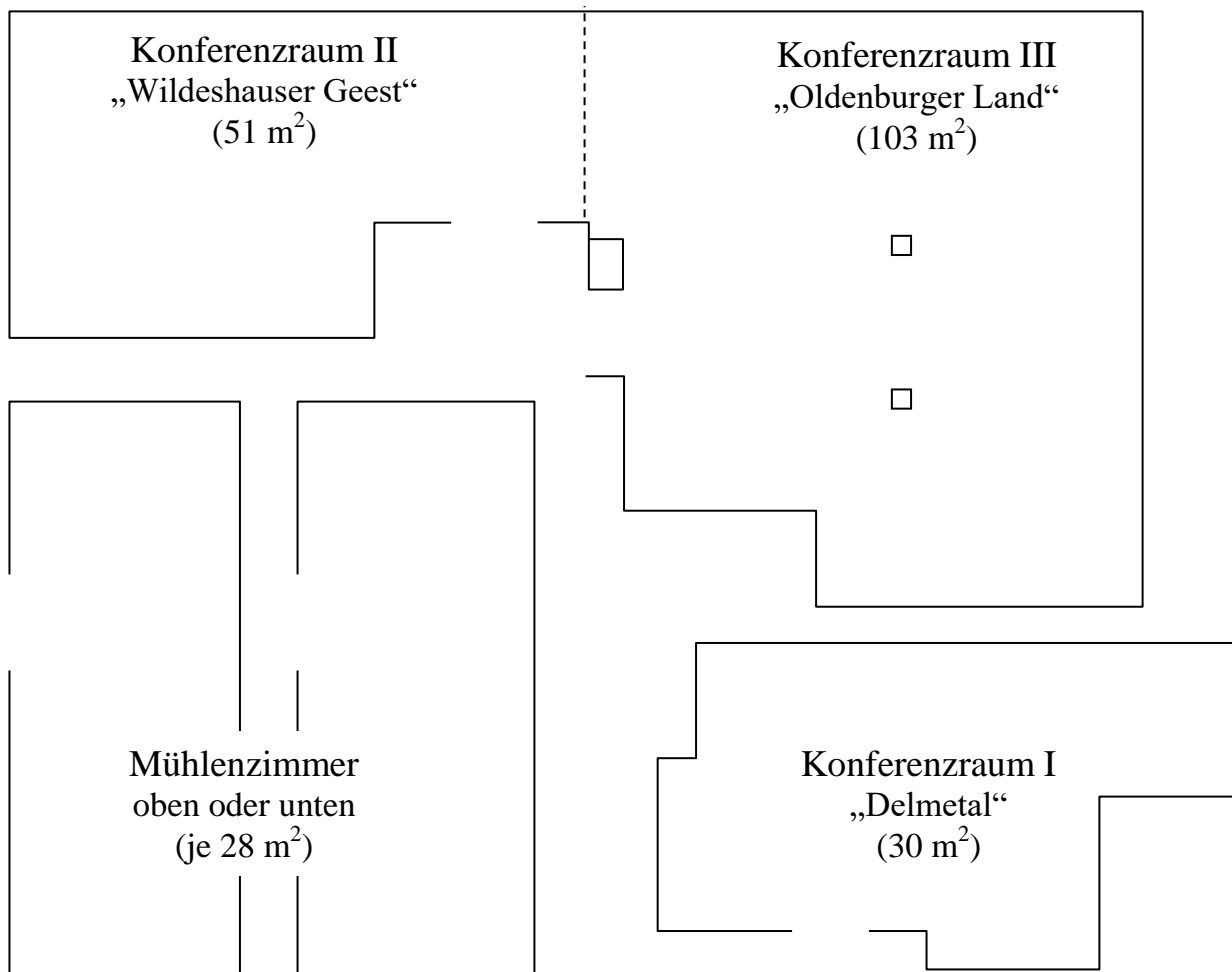 Konferenzraum II
„Wildeshauser Geest“
(51 m²)
Konferenzraum III
„Oldenburger Land“
(103 m²)
Mühlenzimmer
oben oder unten
(je 28 m²)
Konferenzraum I
„Delmetal“
(30 m²)